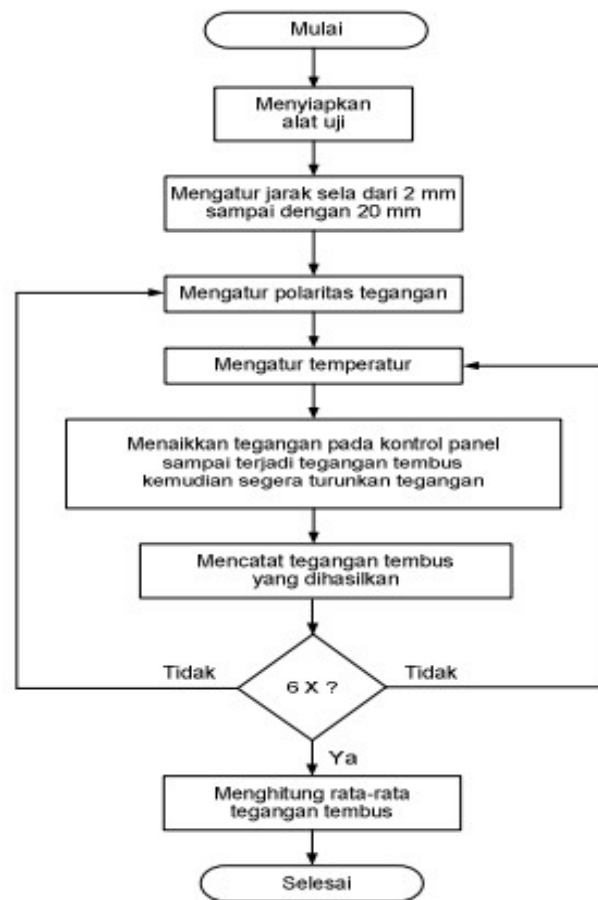 Mulai
Menyiapkan
alat uji
Mengatur jarak sela dari 2 mm
sampai dengan 20 mm
Mengatur polaritas tegangan
Mengatur temperatur
Menaikkan tegangan pada kontrol panel
sampai terjadi tegangan tembus
kemudian segera turunkan tegangan
Mencatat tegangan tembus
yang dihasilkan
Tidak
6 X ?
Tidak
Ya
Menghitung rata-rata
tegangan tembus
Selesai